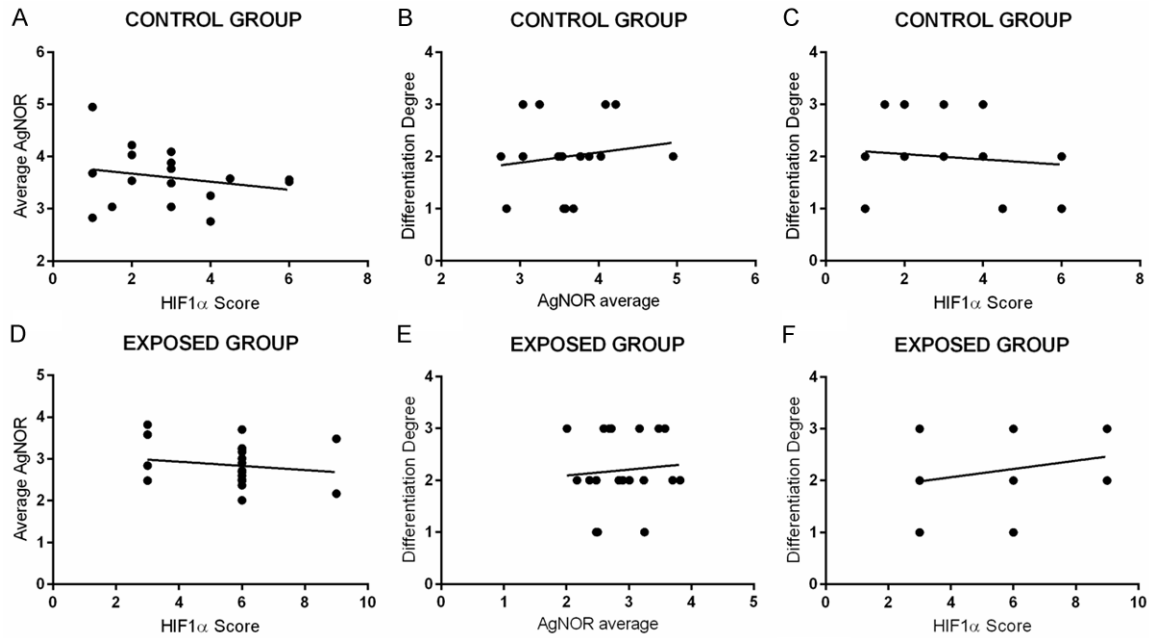 A
CONTROL GROUP
6
5
4
3
2
Average AgNOR
0 2 4 6 8
HIF1α Score
B
CONTROL GROUP
4
3
2
1
0
Differentiation Degree
2 3 4 5 6
AgNOR average
C
CONTROL GROUP
4
3
2
1
0
Differentiation Degree
0 2 4 6 8
HIF1α Score
D
EXPOSED GROUP
5
4
3
2
1
0
Average AgNOR
0 2 4 6 8 10
HIF1α Score
E
EXPOSED GROUP
4
3
2
1
0
Differentiation Degree
0 1 2 3 4 5
AgNOR average
F
EXPOSED GROUP
4
3
2
1
0
Differentiation Degree
0 2 4 6 8 10
HIF1α Score